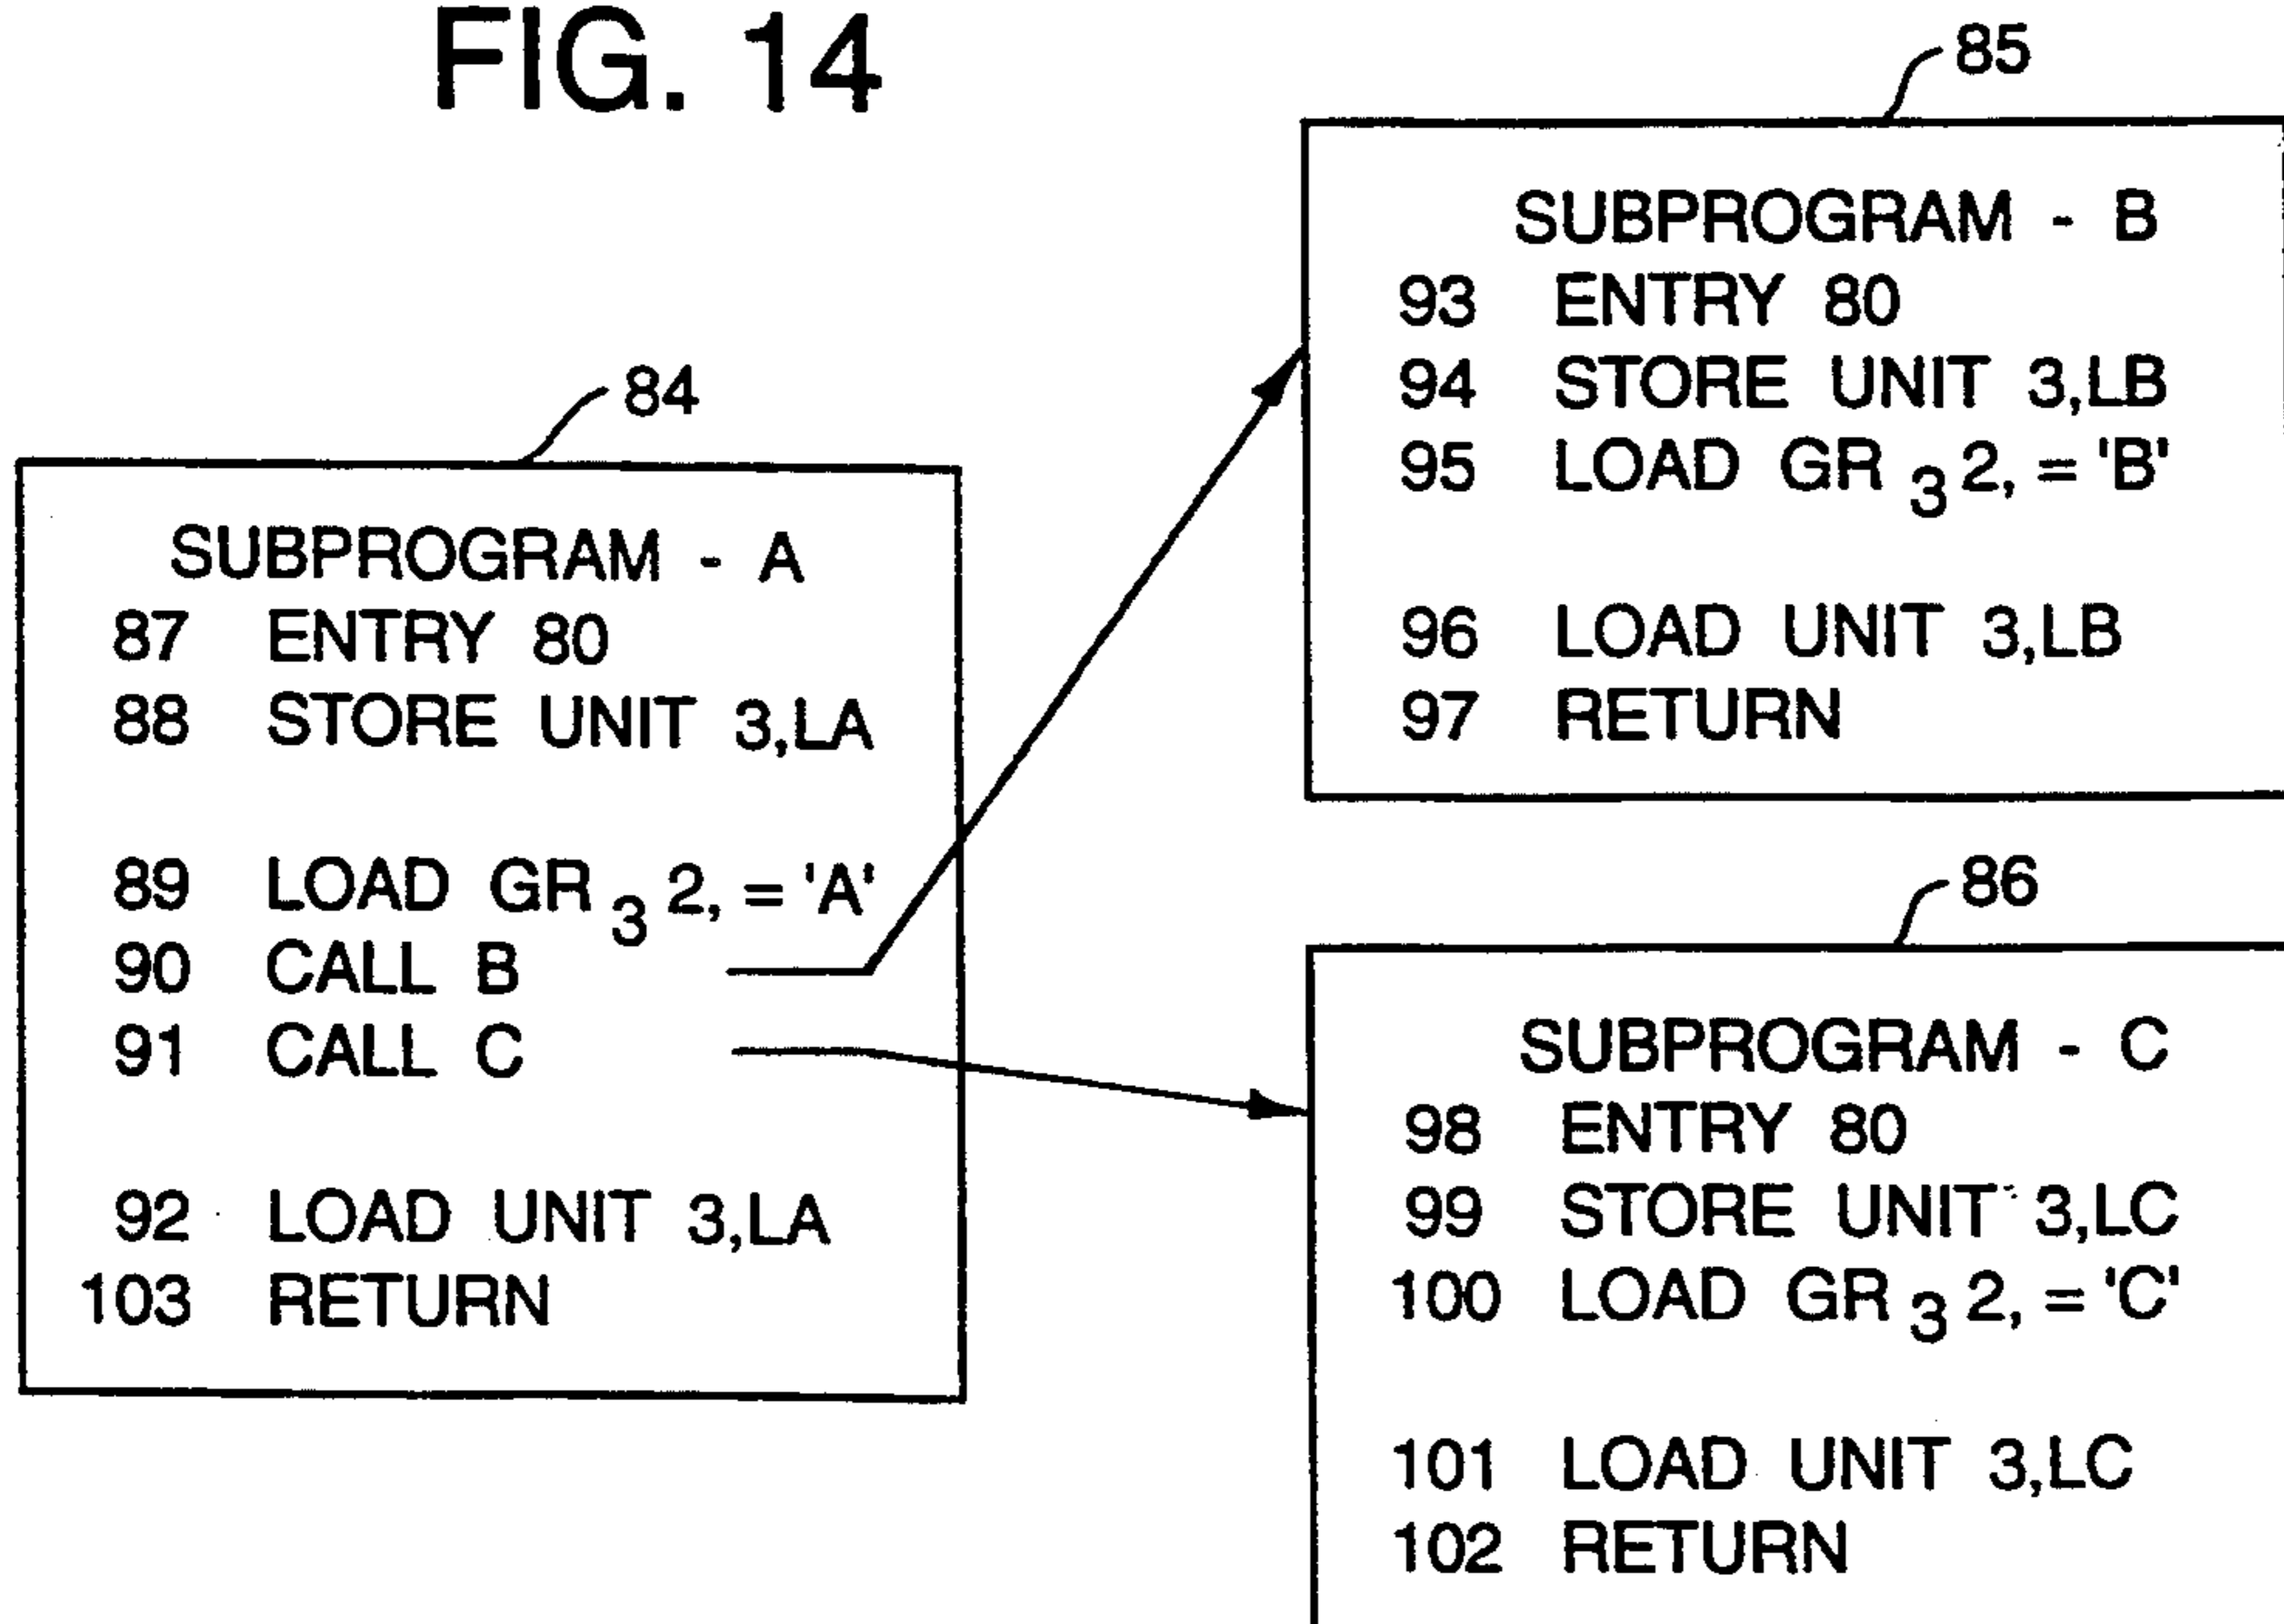 FIG. 14
84
SUBPROGRAM - A
87 ENTRY 80
88 STORE UNIT 3,LA
89 LOAD GR 3 2, = 'A'
90 CALL B
91 CALL C
92 LOAD UNIT 3,LA
103 RETURN
85
SUBPROGRAM - B
93 ENTRY 80
94 STORE UNIT 3,LB
95 LOAD GR 3 2, = 'B'
96 LOAD UNIT 3,LB
97 RETURN
86
SUBPROGRAM - C
98 ENTRY 80
99 STORE UNIT 3,LC
100 LOAD GR 3 2, = 'C'
101 LOAD UNIT 3,LC
102 RETURN